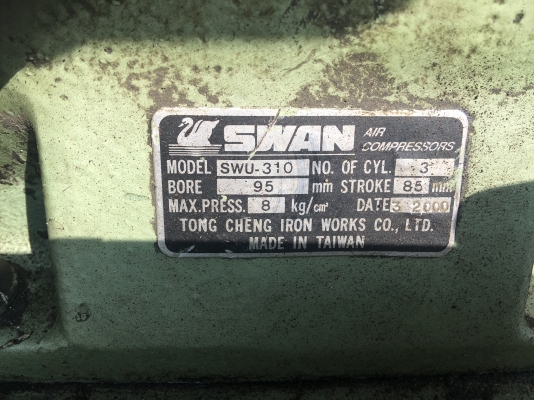 SWAN AIR COMPRESSORS
MODEL SWU-310 NO. OF CYL. 3
BORE 95 mm STROKE 85 mm
MAX.PRESS. 8 kg/cm² DATE 3 2000
TONG CHENG IRON WORKS CO., LTD.
MADE IN TAIWAN